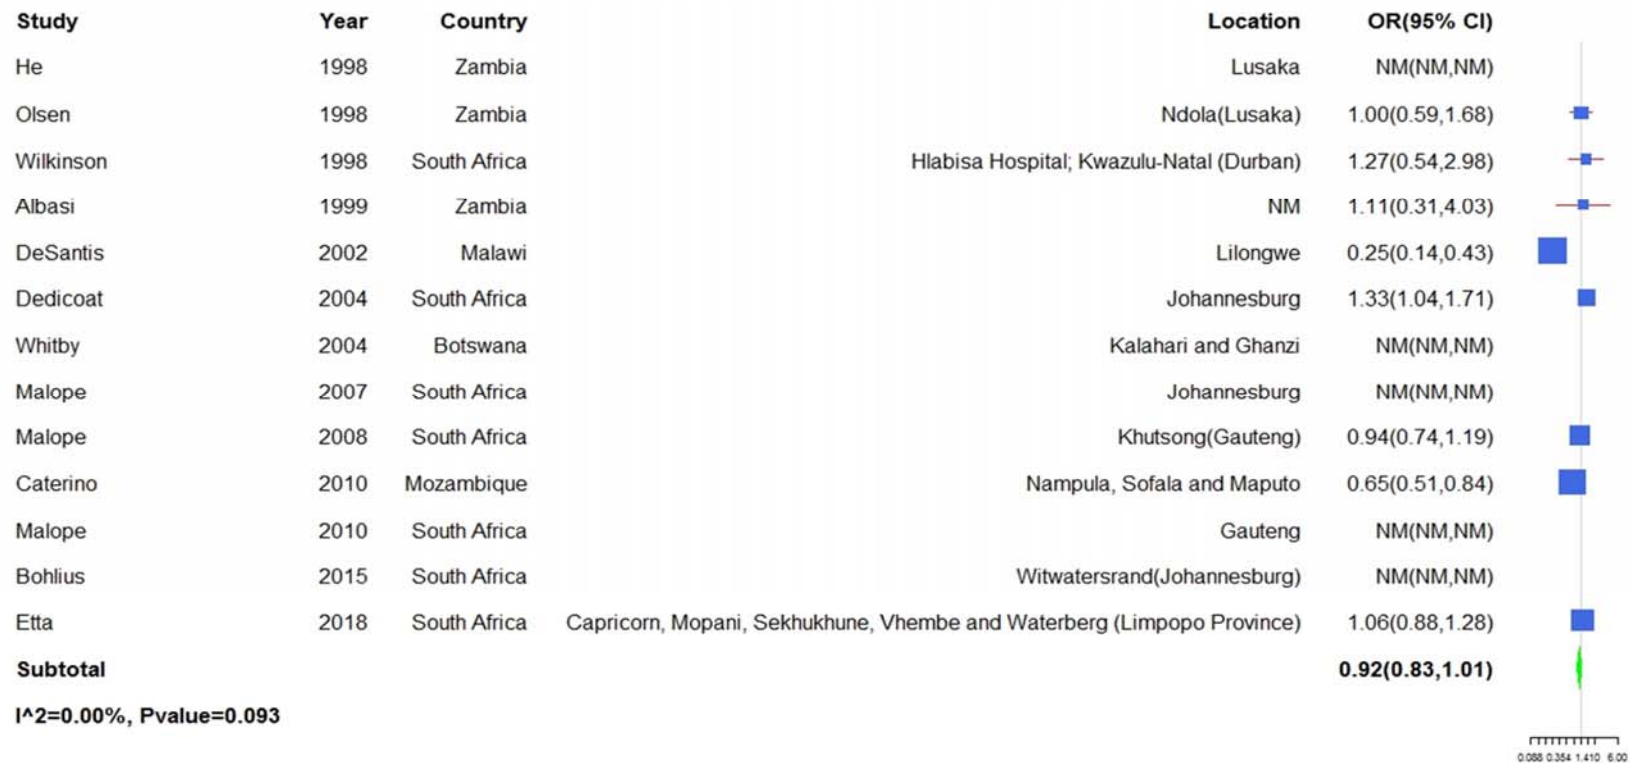 Study Year Country Location OR(95% CI)
He 1998 Zambia Lusaka NM(NM,NM)
Olsen 1998 Zambia Ndola(Lusaka) 1.00(0.59,1.68)
Wilkinson 1998 South Africa Hlabisa Hospital; Kwazulu-Natal (Durban) 1.27(0.54,2.98)
Albasi 1999 Zambia NM 1.11(0.31,4.03)
DeSantis 2002 Malawi Lilongwe 0.25(0.14,0.43)
Dedicoat 2004 South Africa Johannesburg 1.33(1.04,1.71)
Whitby 2004 Botswana Kalahari and Ghanzi NM(NM,NM)
Malope 2007 South Africa Johannesburg NM(NM,NM)
Malope 2008 South Africa Khutsong(Gauteng) 0.94(0.74,1.19)
Caterino 2010 Mozambique Nampula, Sofala and Maputo 0.65(0.51,0.84)
Malope 2010 South Africa Gauteng NM(NM,NM)
Bohlius 2015 South Africa Witwatersrand(Johannesburg) NM(NM,NM)
Etta 2018 South Africa Capricorn, Mopani, Sekhukhune, Vhembe and Waterberg (Limpopo Province) 1.06(0.88,1.28)
Subtotal 0.92(0.83,1.01)
I^2=0.00%, Pvalue=0.093
0.088 0.354 1.410 6.00